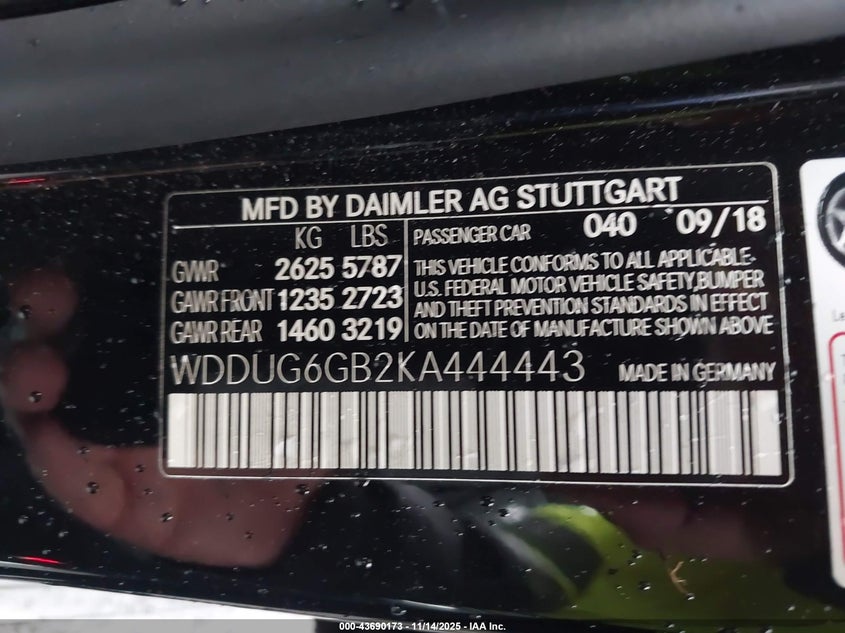 MFD BY DAIMLER AG STUTTGART
KG LBS
GVWR 2625 5787
GAWR FRONT 1235 2723
GAWR REAR 1460 3219
PASSENGER CAR 040 09/18
THIS VEHICLE CONFORMS TO ALL APPLICABLE
U.S. FEDERAL MOTOR VEHICLE SAFETY, BUMPER
AND THEFT PREVENTION STANDARDS IN EFFECT
ON THE DATE OF MANUFACTURE SHOWN ABOVE
WDDUG6GB2KA444443 MADE IN GERMANY
000-43690173 - 11/14/2025 - IAA Inc.